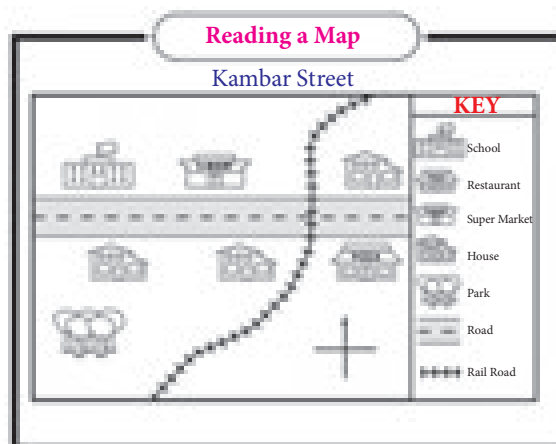 Reading a Map
Kambar Street
KEY
School
Restaurant
Super Market
House
Park
Road
Rail Road